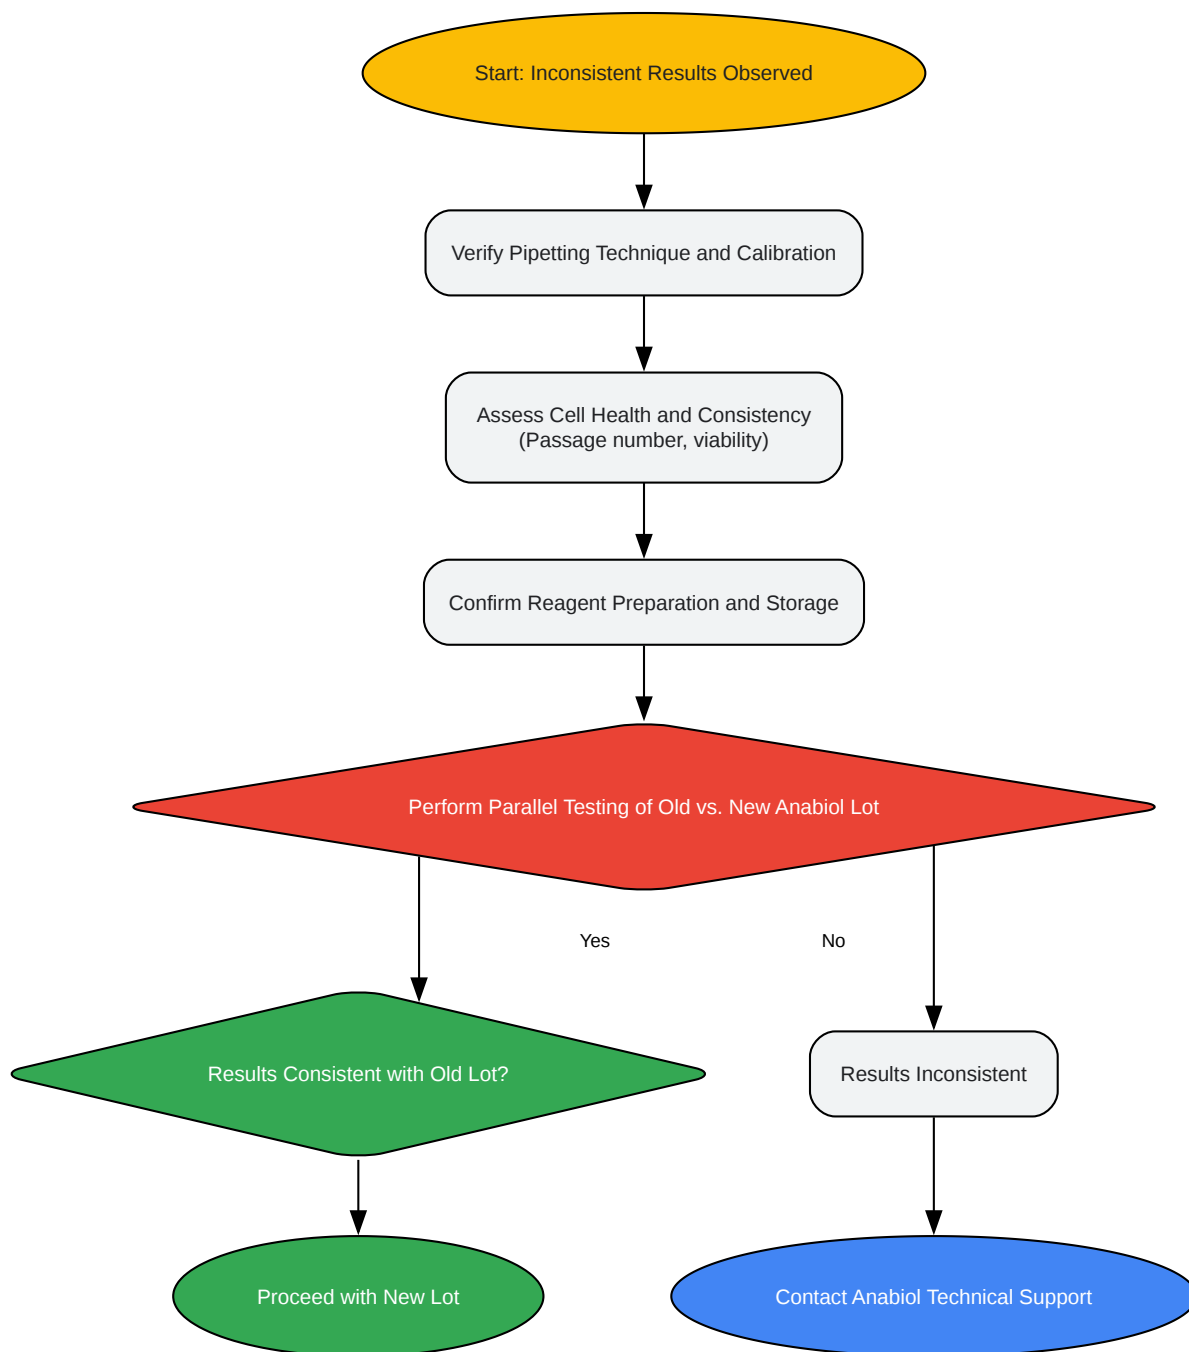 Start: Inconsistent Results Observed
Verify Pipetting Technique and Calibration
Assess Cell Health and Consistency
(Passage number, viability)
Confirm Reagent Preparation and Storage
Perform Parallel Testing of Old vs. New Anabiol Lot
Yes
No
Results Consistent with Old Lot?
Results Inconsistent
Proceed with New Lot
Contact Anabiol Technical Support